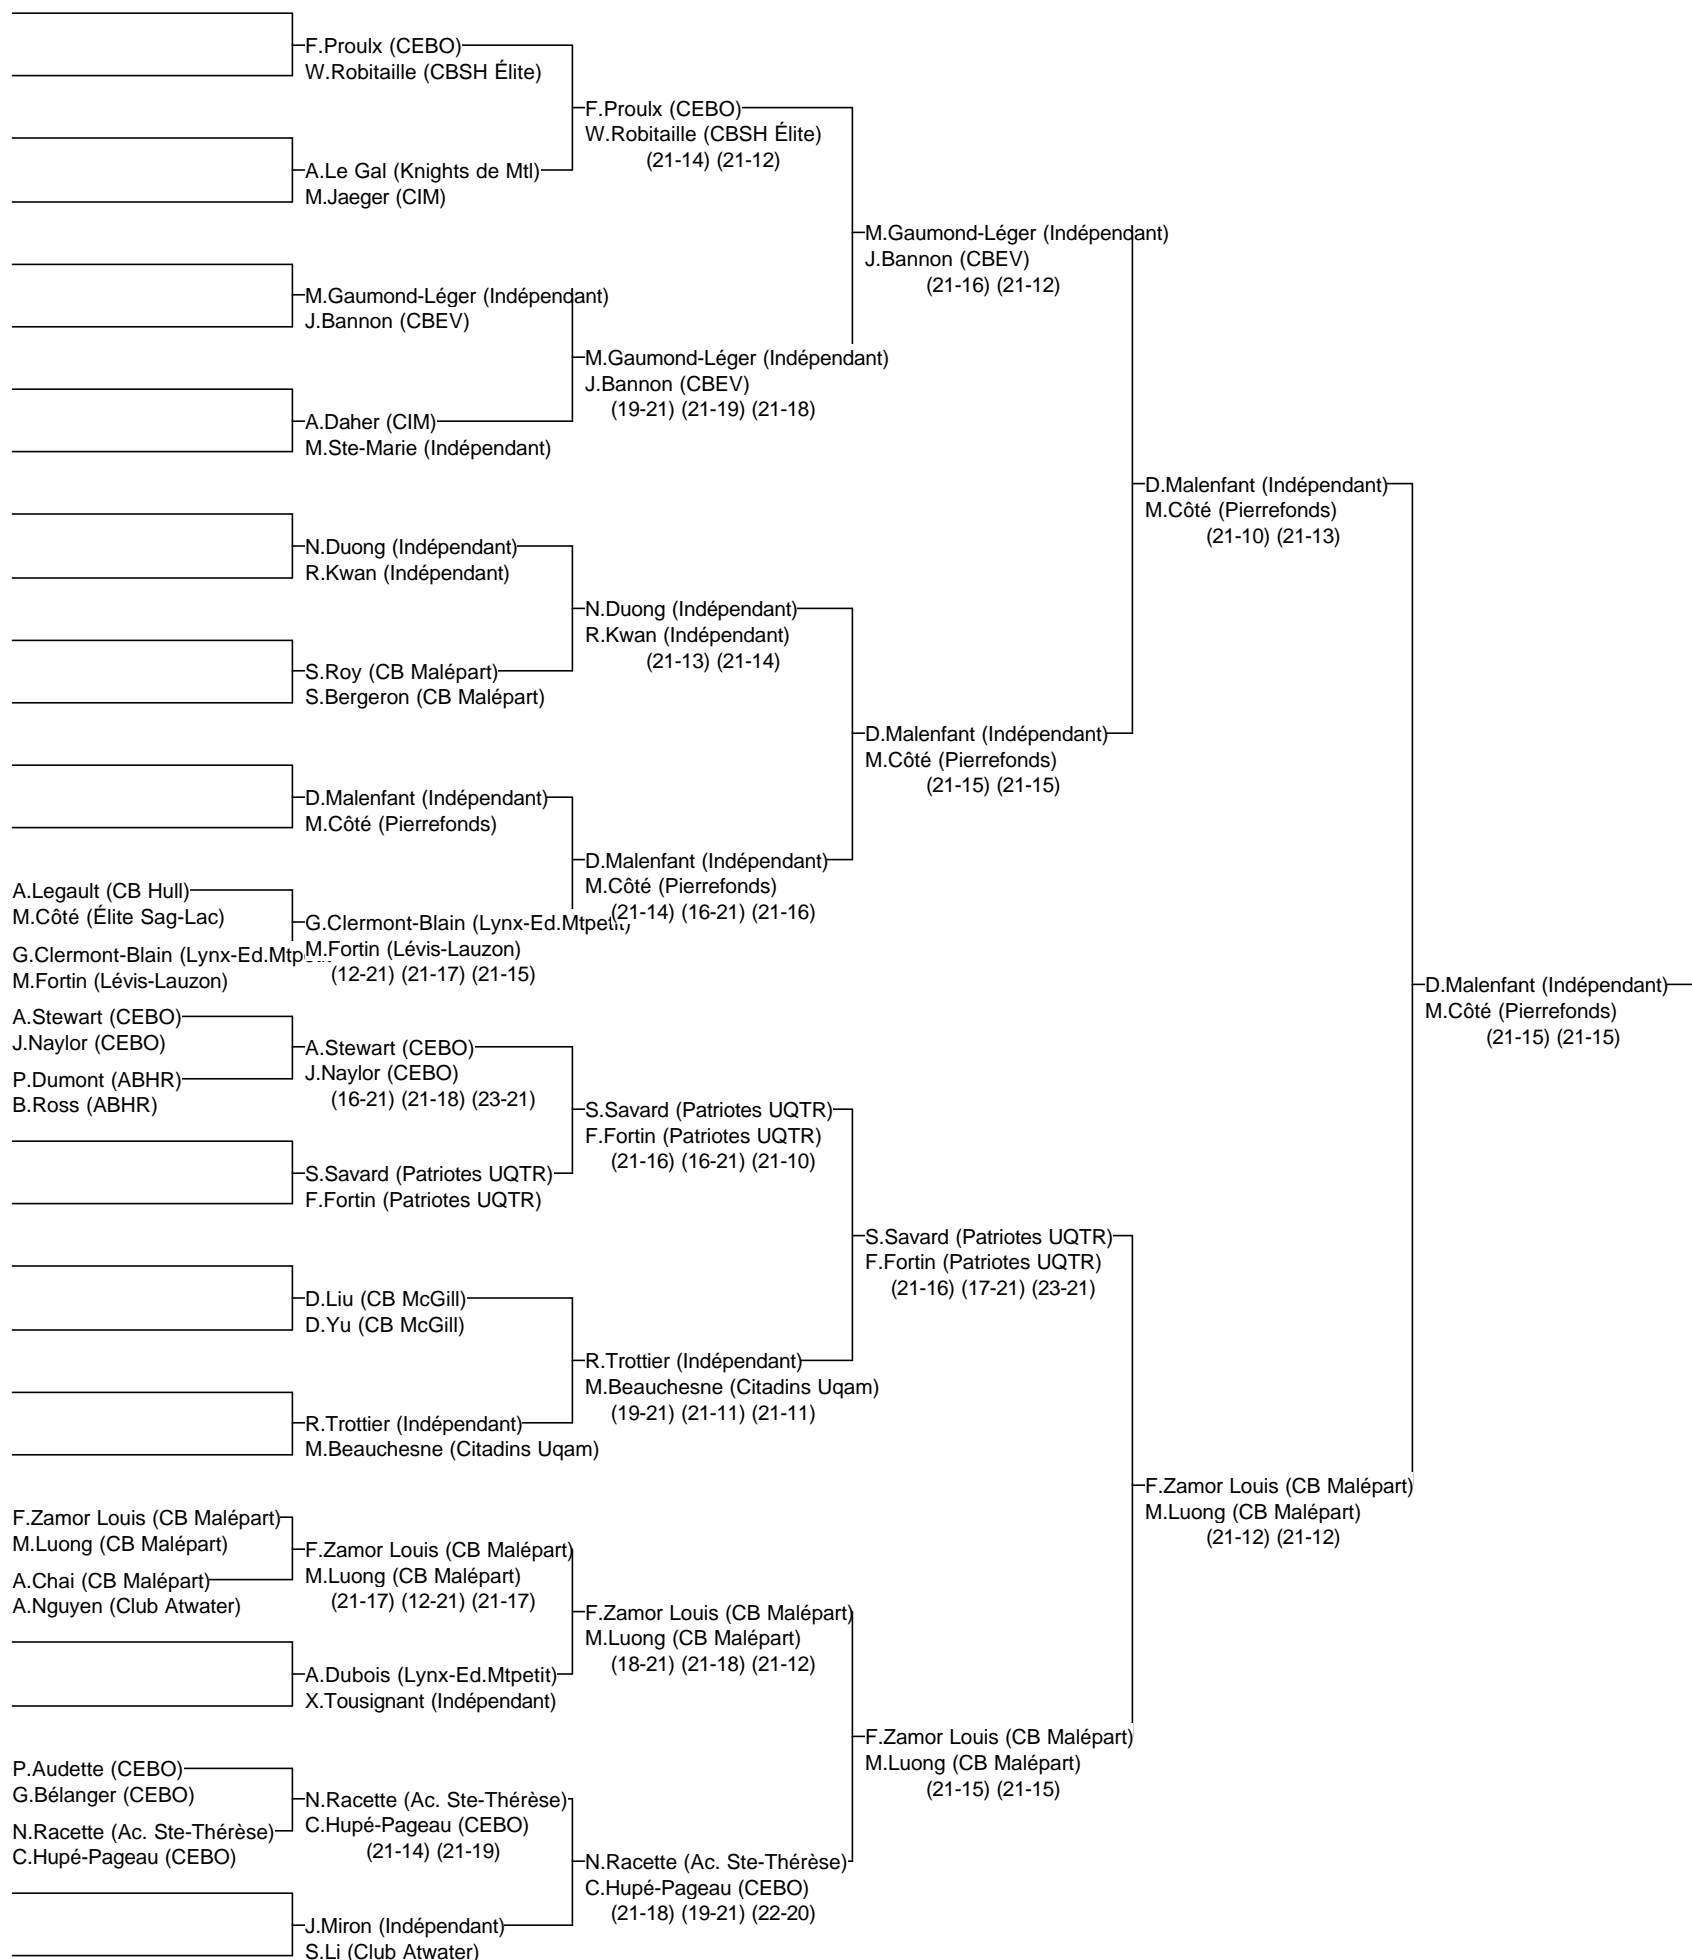 F.Proulx (CEBO)
W.Robitaille (CBSH Élite)
F.Proulx (CEBO)
W.Robitaille (CBSH Élite)
(21-14) (21-12)
A.Le Gal (Knights de Mtl)
M.Jaeger (CIM)
M.Gaumond-Léger (Indépendant)
J.Bannon (CBEV)
(21-16) (21-12)
M.Gaumond-Léger (Indépendant)
J.Bannon (CBEV)
M.Gaumond-Léger (Indépendant)
J.Bannon (CBEV)
(19-21) (21-19) (21-18)
A.Daher (CIM)
M.Ste-Marie (Indépendant)
D.Malenfant (Indépendant)
M.Côté (Pierrefonds)
(21-10) (21-13)
N.Duong (Indépendant)
R.Kwan (Indépendant)
N.Duong (Indépendant)
R.Kwan (Indépendant)
(21-13) (21-14)
S.Roy (CB Malépart)
S.Bergeron (CB Malépart)
D.Malenfant (Indépendant)
M.Côté (Pierrefonds)
(21-15) (21-15)
D.Malenfant (Indépendant)
M.Côté (Pierrefonds)
D.Malenfant (Indépendant)
M.Côté (Pierrefonds)
(21-14) (16-21) (21-16)
A.Legault (CB Hull)
M.Côté (Élite Sag-Lac)
G.Clermont-Blain (Lynx-Ed.Mtpetit)
M.Fortin (Lévis-Lauzon)
(12-21) (21-17) (21-15)
G.Clermont-Blain (Lynx-Ed.Mtp
M.Fortin (Lévis-Lauzon)
D.Malenfant (Indépendant)
M.Côté (Pierrefonds)
(21-15) (21-15)
A.Stewart (CEBO)
J.Naylor (CEBO)
A.Stewart (CEBO)
J.Naylor (CEBO)
(16-21) (21-18) (23-21)
P.Dumont (ABHR)
B.Ross (ABHR)
S.Savard (Patriotes UQTR)
F.Fortin (Patriotes UQTR)
(21-16) (16-21) (21-10)
S.Savard (Patriotes UQTR)
F.Fortin (Patriotes UQTR)
S.Savard (Patriotes UQTR)
F.Fortin (Patriotes UQTR)
(21-16) (17-21) (23-21)
D.Liu (CB McGill)
D.Yu (CB McGill)
R.Trottier (Indépendant)
M.Beauchesne (Citadins Uqam)
(19-21) (21-11) (21-11)
R.Trottier (Indépendant)
M.Beauchesne (Citadins Uqam)
F.Zamor Louis (CB Malépart)
M.Luong (CB Malépart)
(21-12) (21-12)
F.Zamor Louis (CB Malépart)
M.Luong (CB Malépart)
F.Zamor Louis (CB Malépart)
M.Luong (CB Malépart)
(21-17) (12-21) (21-17)
A.Chai (CB Malépart)
A.Nguyen (Club Atwater)
F.Zamor Louis (CB Malépart)
M.Luong (CB Malépart)
(18-21) (21-18) (21-12)
A.Dubois (Lynx-Ed.Mtpetit)
X.Tousignant (Indépendant)
F.Zamor Louis (CB Malépart)
M.Luong (CB Malépart)
(21-15) (21-15)
P.Audette (CEBO)
G.Bélanger (CEBO)
N.Racette (Ac. Ste-Thérèse)
C.Hupé-Pageau (CEBO)
(21-14) (21-19)
N.Racette (Ac. Ste-Thérèse)
C.Hupé-Pageau (CEBO)
N.Racette (Ac. Ste-Thérèse)
C.Hupé-Pageau (CEBO)
(21-18) (19-21) (22-20)
J.Miron (Indépendant)
S.Li (Club Atwater)